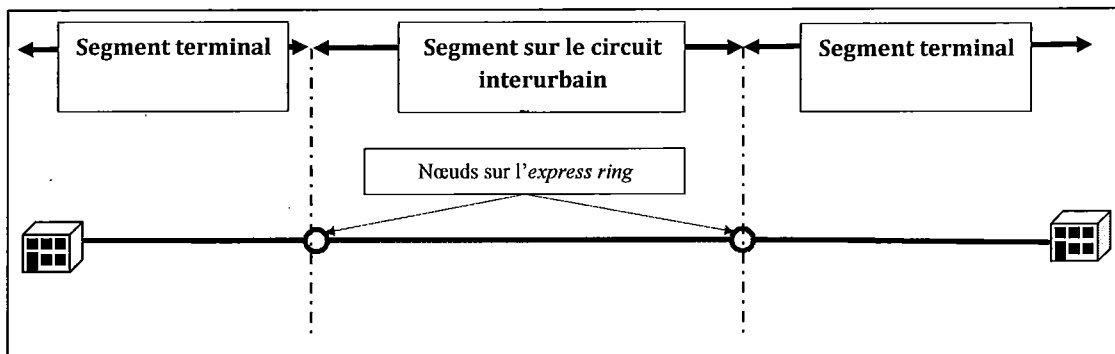 Segment terminal
Segment sur le circuit
interurbain
Segment terminal
Nœuds sur l'express ring